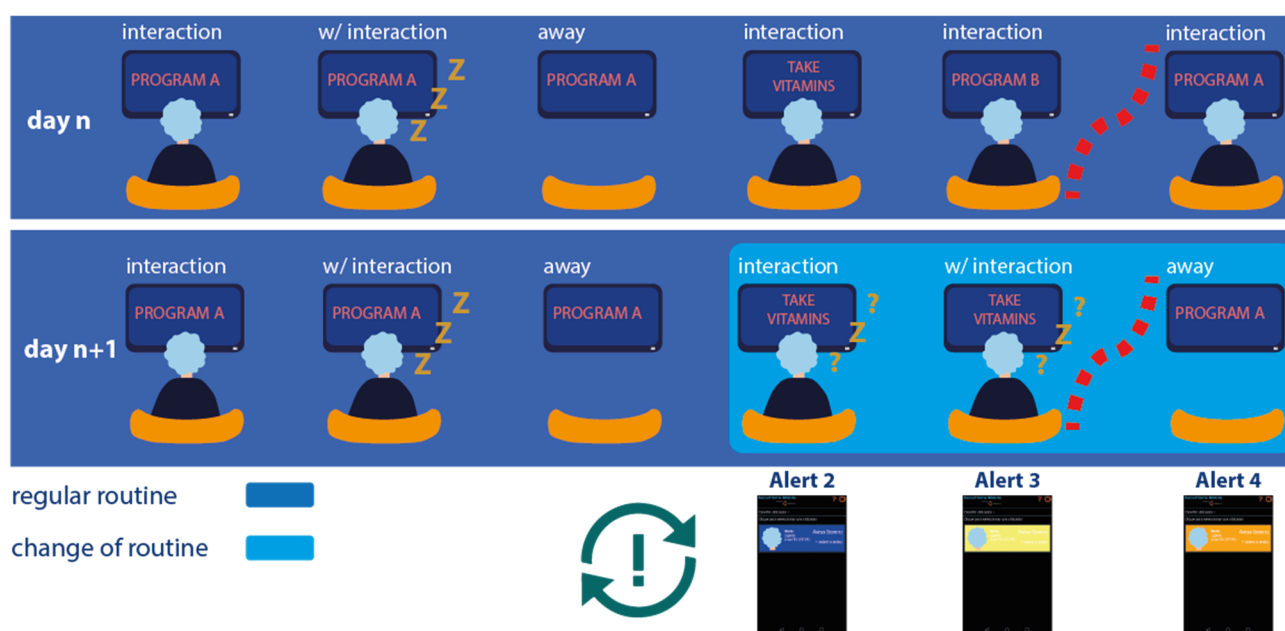 interaction
w/ interaction
away
interaction
interaction
interaction
PROGRAM A
PROGRAM A
PROGRAM A
TAKE
VITAMINS
PROGRAM B
PROGRAM A
Z
Z
Z
day n
interaction
w/ interaction
away
interaction
w/ interaction
away
PROGRAM A
PROGRAM A
PROGRAM A
TAKE
VITAMINS
TAKE
VITAMINS
PROGRAM A
Z
Z
Z
?
Z
?
?
Z
?
day n+1
regular routine
change of routine
!
Alert 2
Alert 3
Alert 4